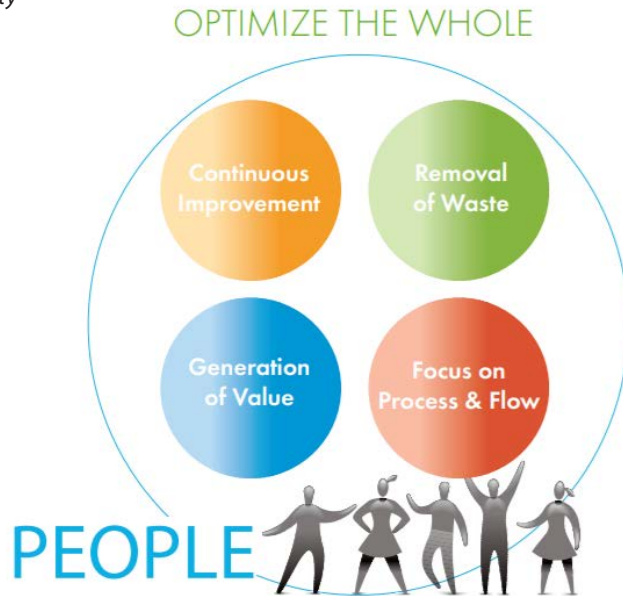 OPTIMIZE THE WHOLE
Continuous
Improvement
Removal
of Waste
Generation
of Value
Focus on
Process & Flow
PEOPLE